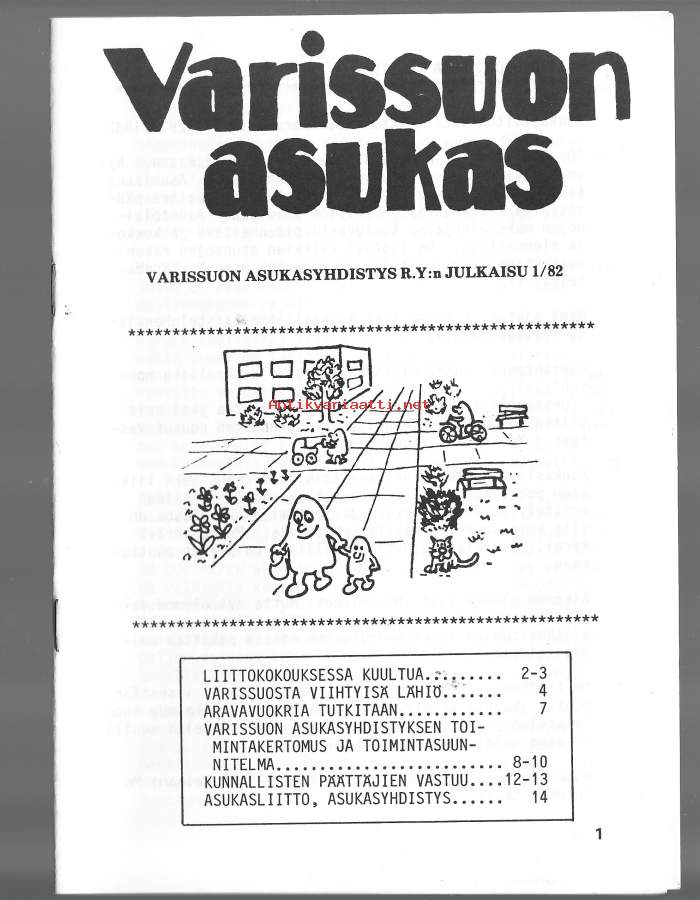 Varissuon
asukas
VARISSUON ASUKASYHDISTYS R.Y:n JULKAISU 1/82
************************************************************
Antikvariaatti.net
************************************************************
LIITTOKOKOUKSESSA KUULTUA......... 2-3
VARISSUOSTA VIIHTYISÄ LÄHIÖ....... 4
ARAVAVUOKRIA TUTKITAAN............ 7
VARISSUON ASUKASYHDISTYKSEN TOI-
MINTAKERTOMUS JA TOIMINTASUUN-
NITELMA........................... 8-10
KUNNALLISTEN PÄÄTTÄJIEN VASTUU....12-13
ASUKASLIITTO, ASUKASYHDISTYS...... 14
1